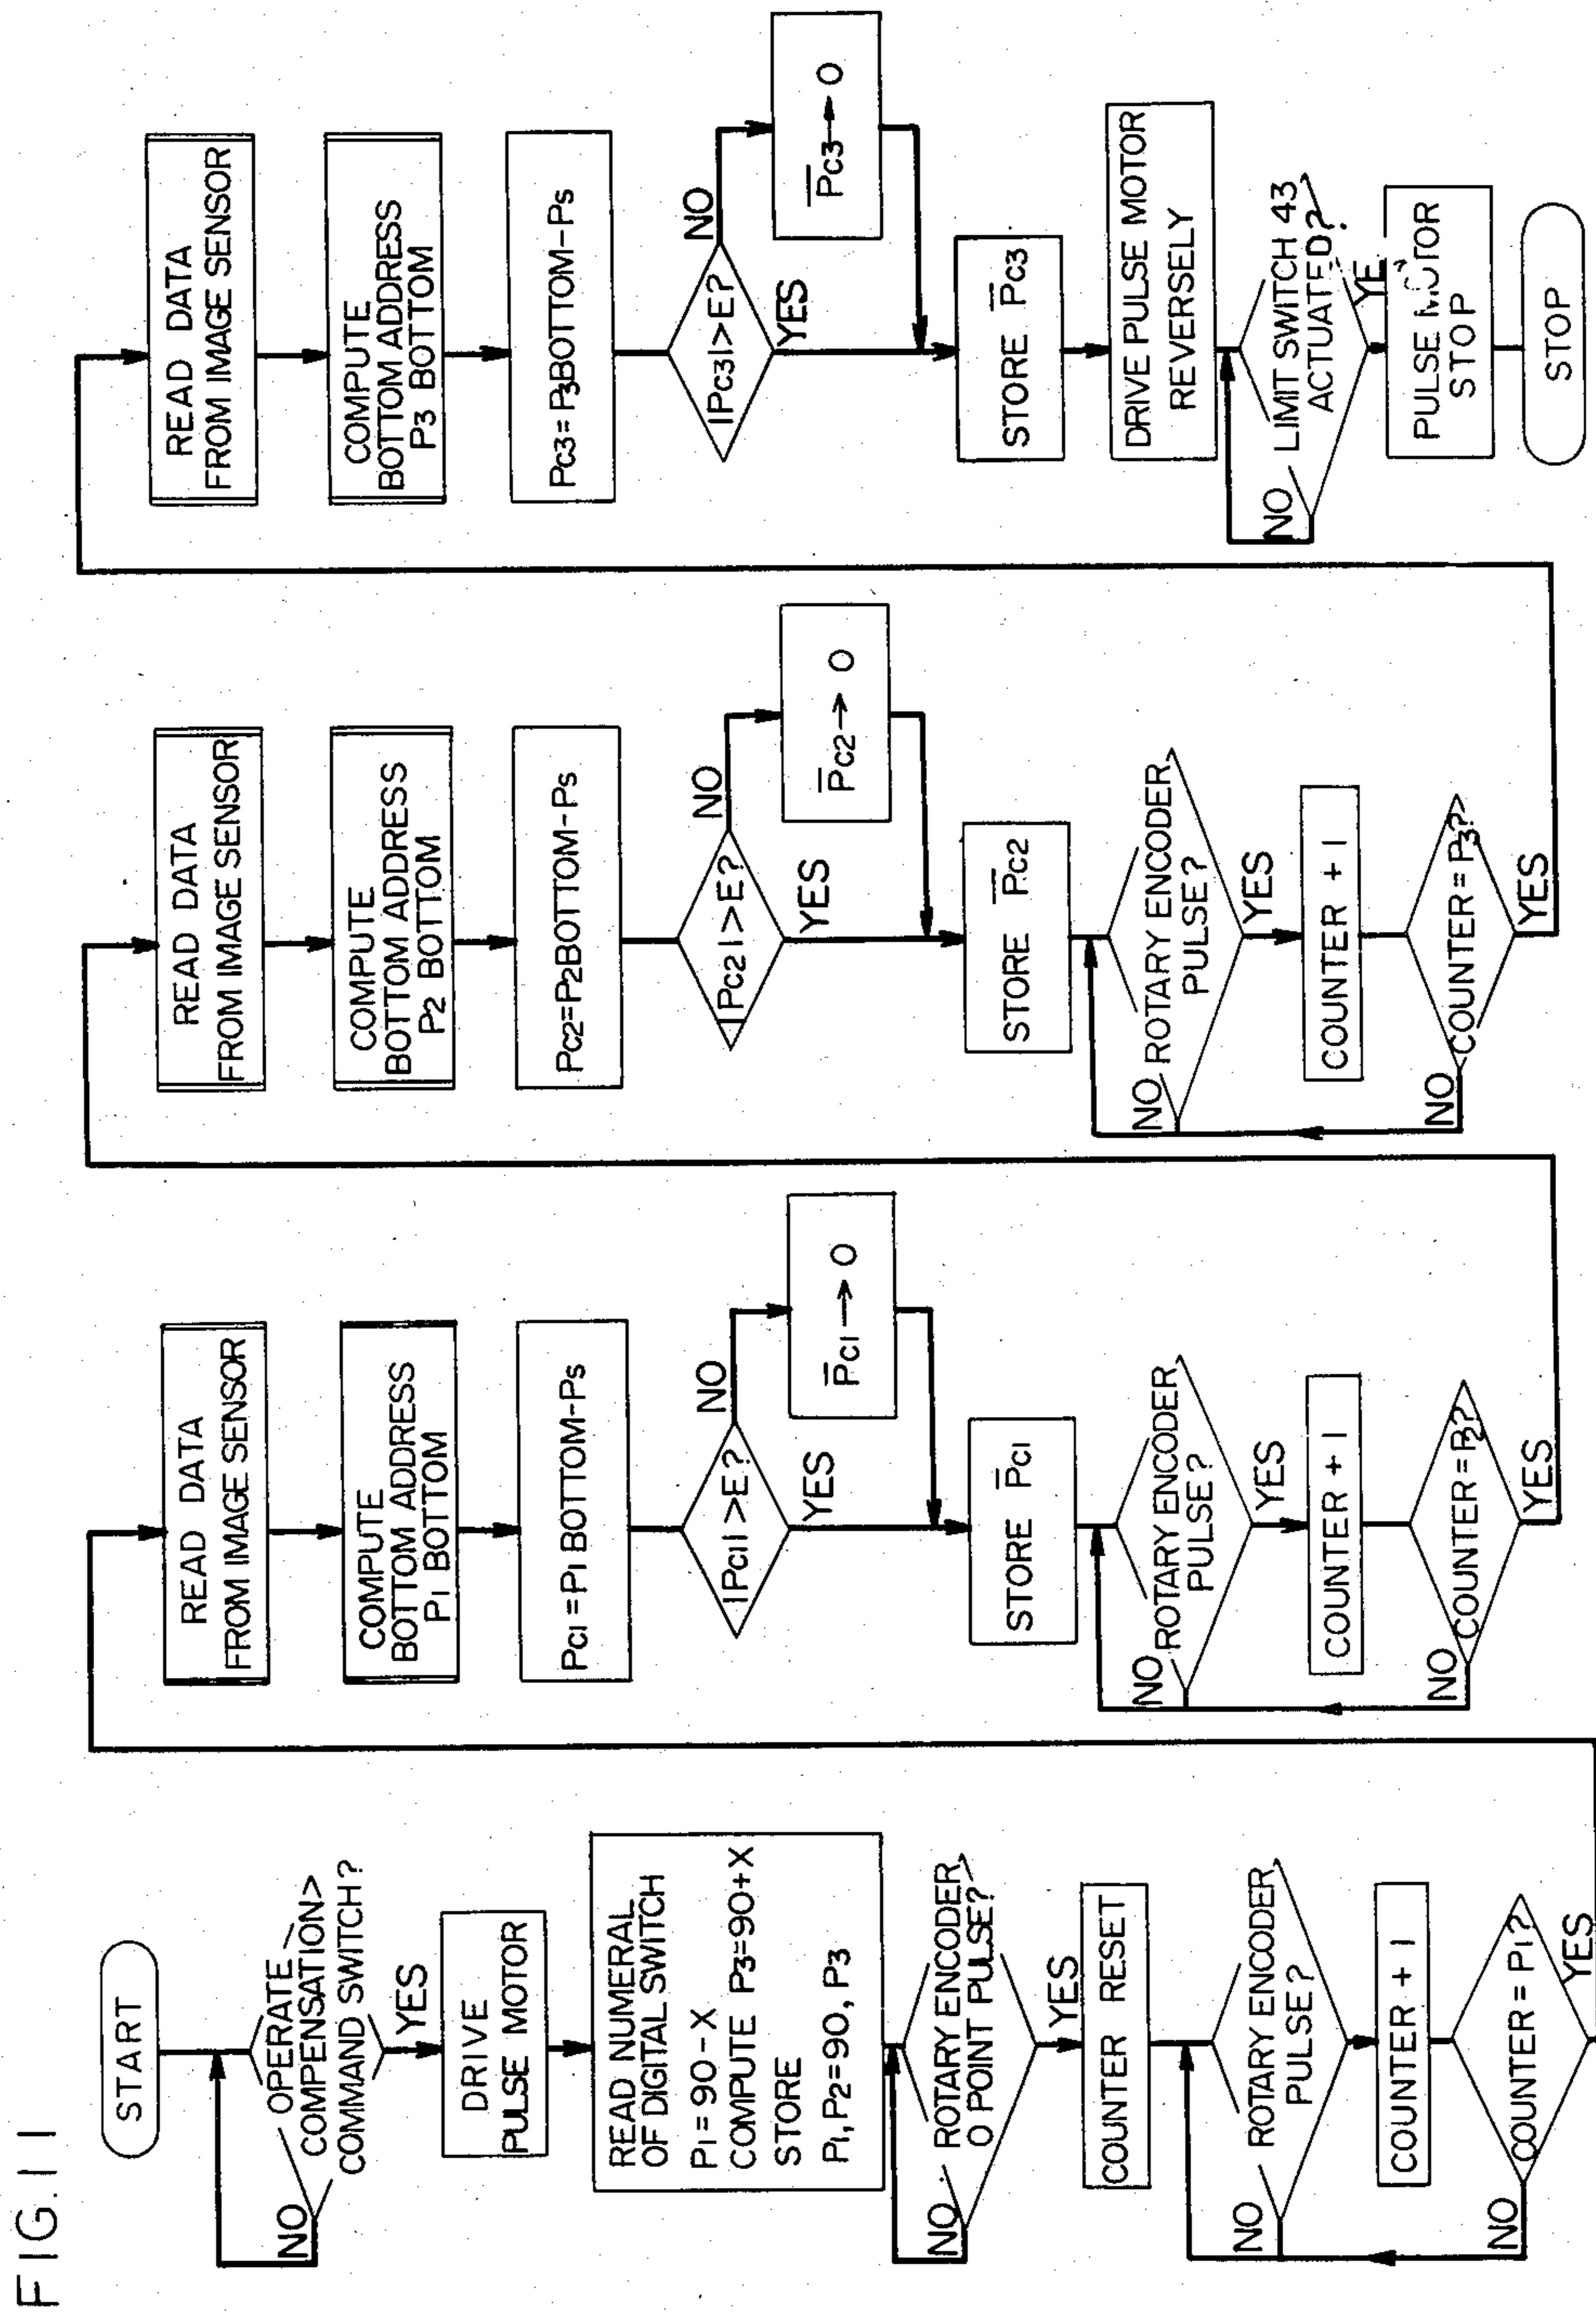 FIG.11
START
OPERATE
COMPENSATION
COMMAND SWITCH?
NO
YES
DRIVE
PULSE MOTOR
READ NUMERAL
OF DIGITAL SWITCH
P1=90-X
COMPUTE P3=90+X
STORE
P1, P2=90, P3
ROTARY ENCODER
0 POINT PULSE?
NO
YES
COUNTER RESET
ROTARY ENCODER
PULSE?
NO
COUNTER + 1
COUNTER = P1?
NO
YES
READ DATA
FROM IMAGE SENSOR
COMPUTE
BOTTOM ADDRESS
P1 BOTTOM
PC1=P1 BOTTOM-PS
|PC1|>E?
NO
YES
P̅C1→0
STORE P̅C1
ROTARY ENCODER
PULSE?
NO
YES
COUNTER + 1
COUNTER=P2?
NO
YES
READ DATA
FROM IMAGE SENSOR
COMPUTE
BOTTOM ADDRESS
P2 BOTTOM
PC2=P2BOTTOM-PS
|PC2|>E?
NO
YES
P̅C2→0
STORE P̅C2
ROTARY ENCODER
PULSE?
NO
YES
COUNTER + 1
COUNTER=P3?
NO
YES
READ DATA
FROM IMAGE SENSOR
COMPUTE
BOTTOM ADDRESS
P3 BOTTOM
PC3=P3BOTTOM-PS
|PC3|>E?
NO
YES
P̅C3→0
STORE P̅C3
DRIVE PULSE MOTOR
REVERSELY
LIMIT SWITCH 43
ACTUATED?
NO
YES
PULSE MOTOR
STOP
STOP